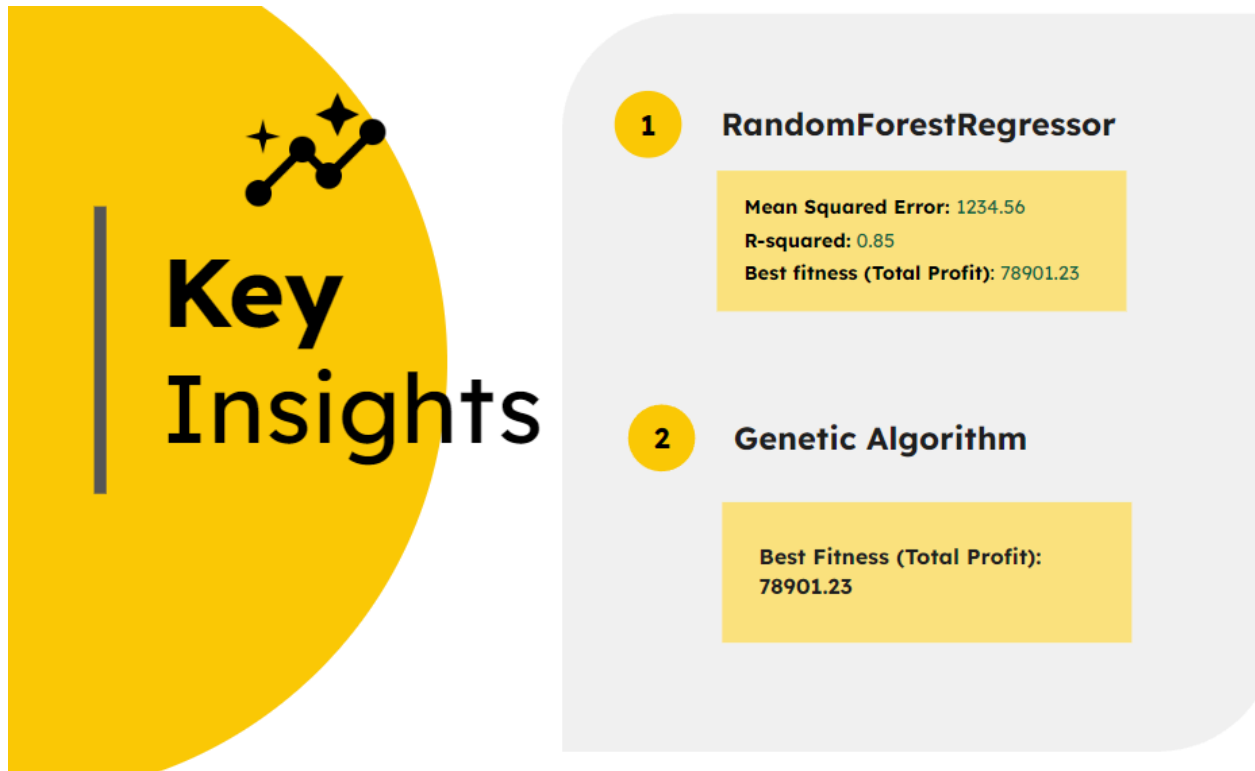 Key
Insights
1
RandomForestRegressor
Mean Squared Error: 1234.56
R-squared: 0.85
Best fitness (Total Profit): 78901.23
2
Genetic Algorithm
Best Fitness (Total Profit):
78901.23